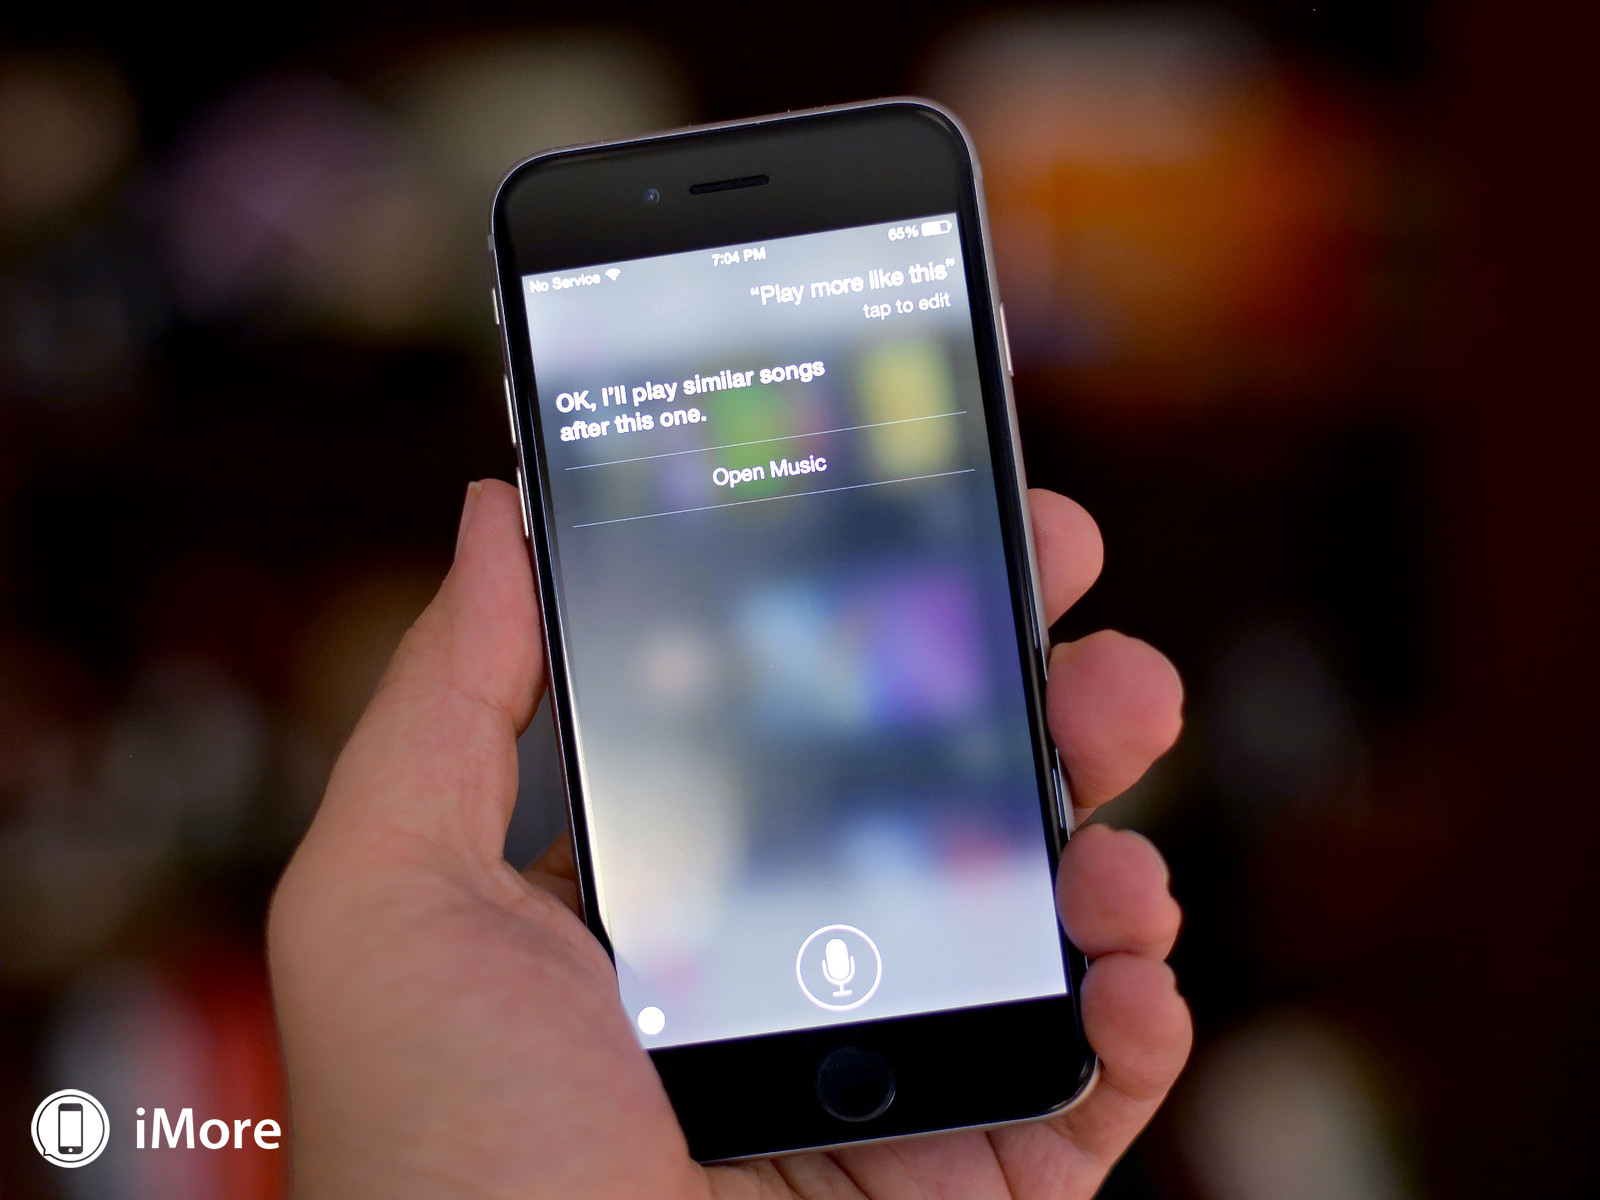 No Service
7:04 PM
65%
“Play more like this”
tap to edit
OK, I'll play similar songs
after this one.
Open Music
iMore